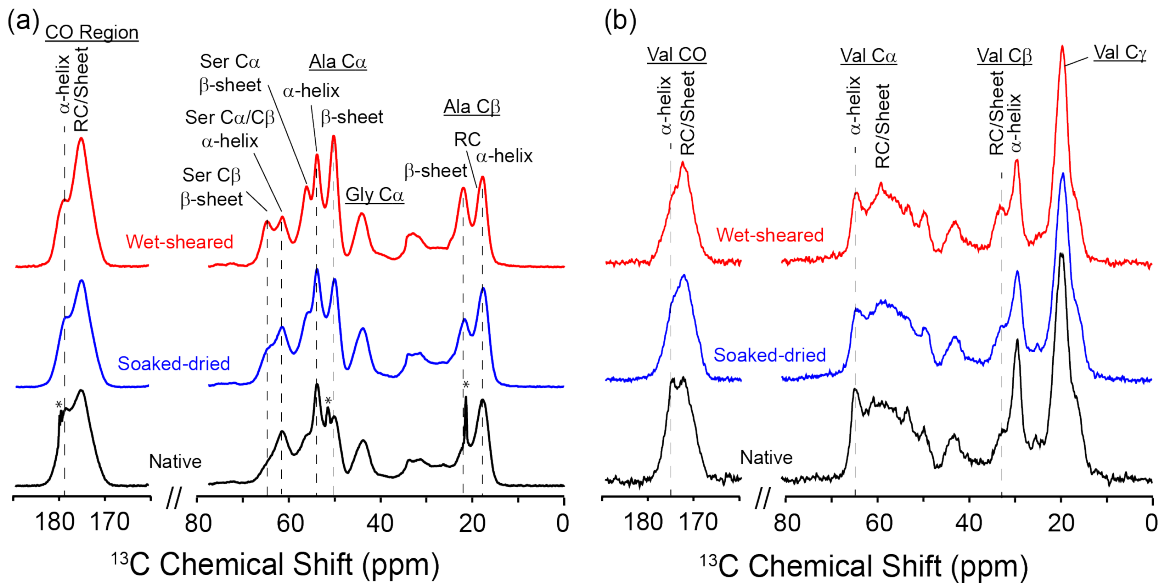 (a)
CO Region
α-helix
RC/Sheet
Ser Cα
β-sheet
Ser Cα/Cβ
α-helix
Ser Cβ
β-sheet
Ala Cα
α-helix
β-sheet
Gly Cα
Ala Cβ
RC
β-sheet
α-helix
Wet-sheared
Soaked-dried
*
*
*
Native
180 170 // 80 60 40 20 0
13C Chemical Shift (ppm)
(b)
Val CO
α-helix
RC/Sheet
Val Cα
α-helix
RC/Sheet
Val Cβ
RC/Sheet
α-helix
Val Cγ
Wet-sheared
Soaked-dried
Native
180 170 // 80 60 40 20 0
13C Chemical Shift (ppm)